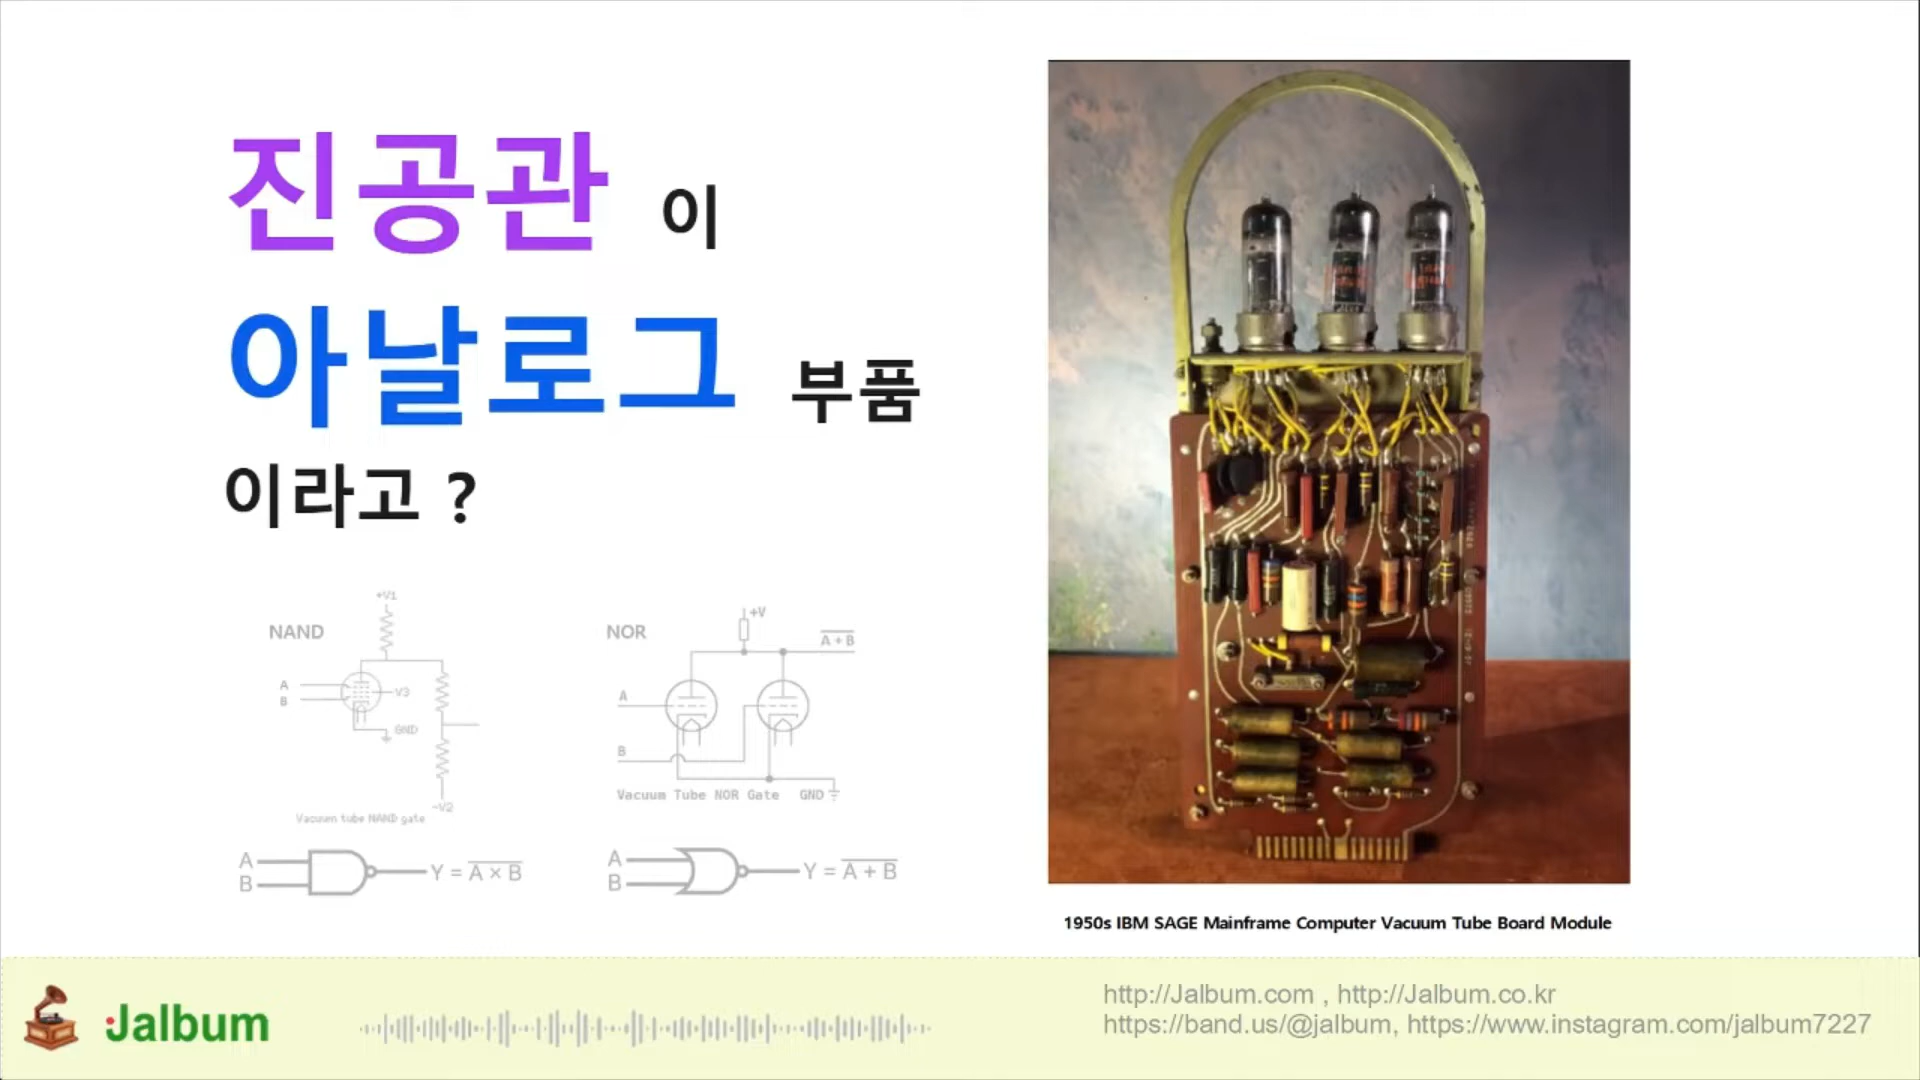 진공관 이
아날로그 부품
이라고 ?
NAND
+V1
A
B
V3
GND
-V2
Vacuum tube NAND gate
NOR
+V
A + B
A
B
Vacuum Tube NOR Gate GND
A
B
Y = A × B
A
B
Y = A + B
1950s IBM SAGE Mainframe Computer Vacuum Tube Board Module
Jalbum
http://Jalbum.com , http://Jalbum.co.kr
https://band.us/@jalbum, https://www.instagram.com/jalbum7227